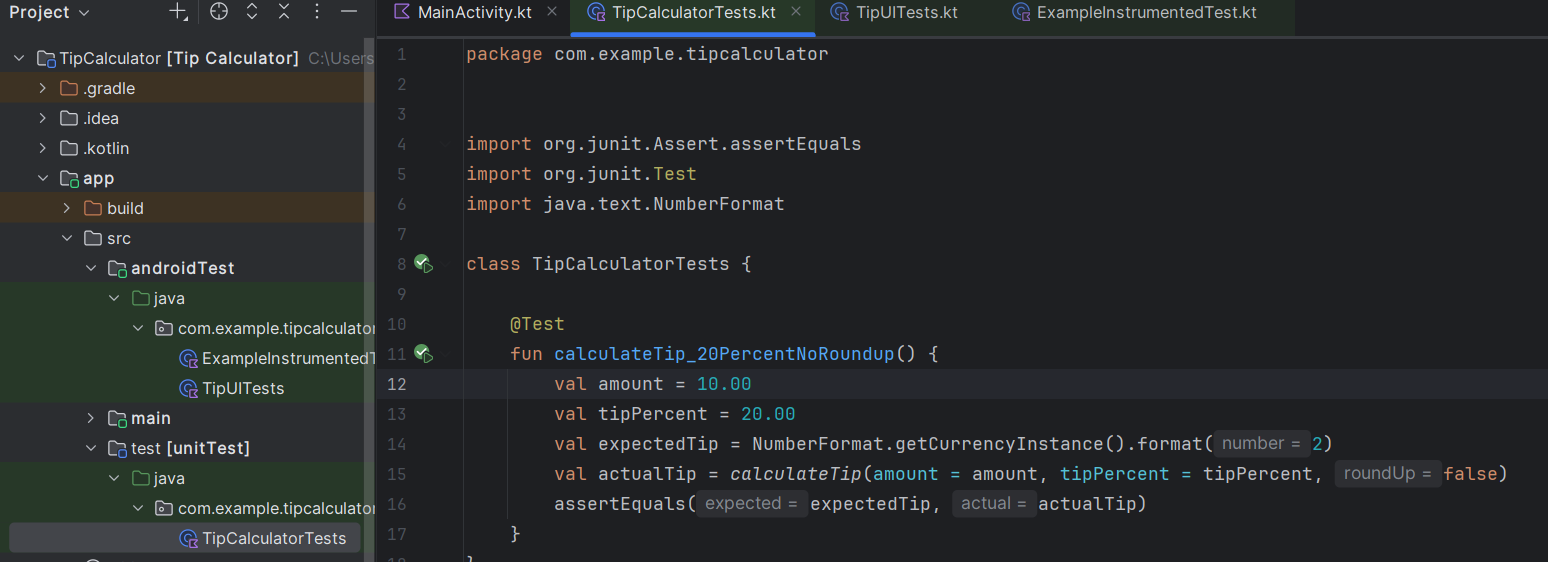 Project
MainActivity.kt
TipCalculatorTests.kt
TipUITests.kt
ExampleInstrumentedTest.kt
TipCalculator [Tip Calculator] C:\Users
.gradle
.idea
.kotlin
app
build
src
androidTest
java
com.example.tipcalculator
ExampleInstrumentedT
TipUITests
main
test [unitTest]
java
com.example.tipcalculator
TipCalculatorTests
1 package com.example.tipcalculator
2
3
4 import org.junit.Assert.assertEquals
5 import org.junit.Test
6 import java.text.NumberFormat
7
8 class TipCalculatorTests {
9
10 @Test
11 fun calculateTip_20PercentNoRoundup() {
12 val amount = 10.00
13 val tipPercent = 20.00
14 val expectedTip = NumberFormat.getCurrencyInstance().format( number = 2)
15 val actualTip = calculateTip(amount = amount, tipPercent = tipPercent, roundUp = false)
16 assertEquals( expected = expectedTip, actual = actualTip)
17 }